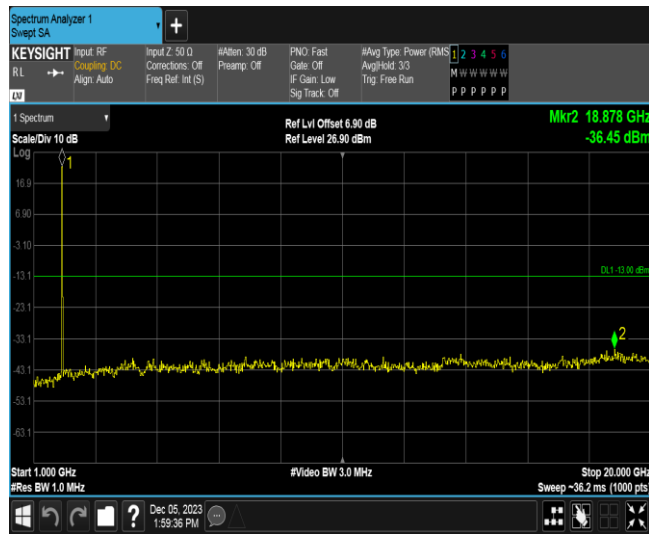 Spectrum Analyzer 1
Swept SA
+
KEYSIGHT Input: RF
RL Coupling: DC
Align: Auto
LXI
Input Z: 50 Ω
Corrections: Off
Freq Ref: Int (S)
#Atten: 30 dB
Preamp: Off
PNO: Fast
Gate: Off
IF Gain: Low
Sig Track: Off
#Avg Type: Power (RMS
Avg|Hold: 3/3
Trig: Free Run
1 2 3 4 5 6
M W W W W W
P P P P P P
1 Spectrum
Scale/Div 10 dB
Log
Ref Lvl Offset 6.90 dB
Ref Level 26.90 dBm
Mkr2 18.878 GHz
-36.45 dBm
1
16.9
6.90
-3.10
-13.1
DL1 -13.00 dBm
-23.1
-33.1
2
-43.1
-53.1
-63.1
Start 1.000 GHz
#Res BW 1.0 MHz
#Video BW 3.0 MHz
Stop 20.000 GHz
Sweep ~36.2 ms (1000 pts)
?
Dec 05, 2023
1:59:36 PM